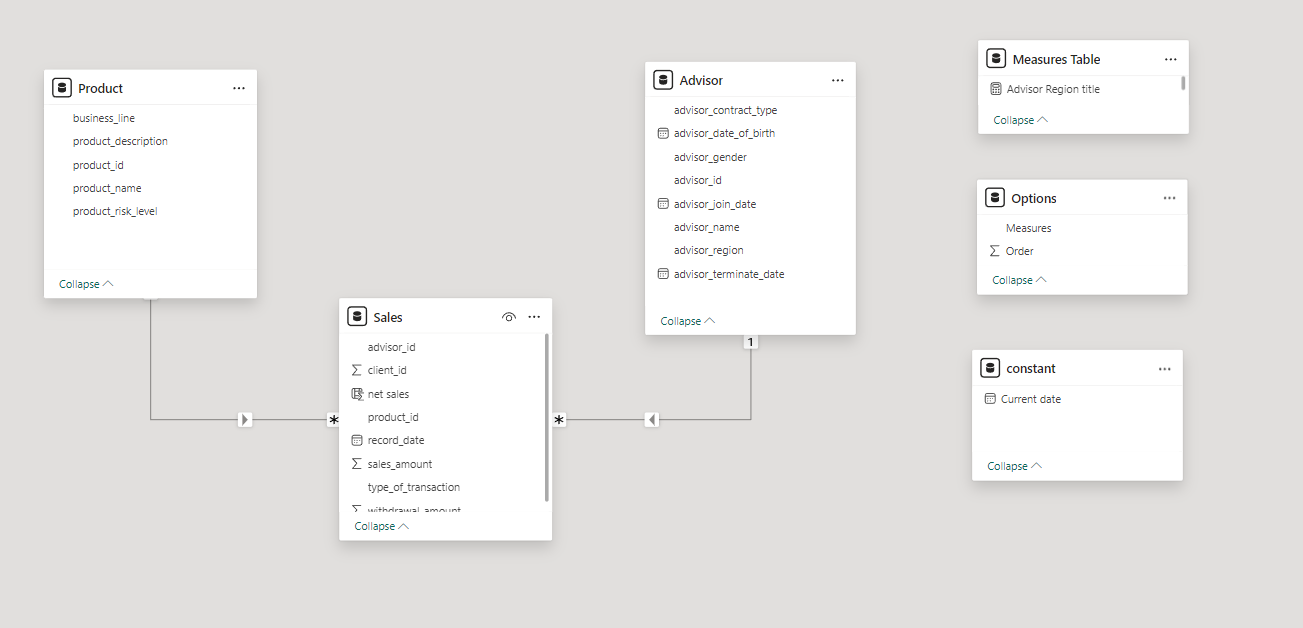 Product
business_line
product_description
product_id
product_name
product_risk_level
Collapse
Sales
advisor_id
client_id
net sales
product_id
record_date
sales_amount
type_of_transaction
withdrawal_amount
Collapse
*
*
Advisor
advisor_contract_type
advisor_date_of_birth
advisor_gender
advisor_id
advisor_join_date
advisor_name
advisor_region
advisor_terminate_date
Collapse
1
Measures Table
Advisor Region title
Collapse
Options
Measures
Order
Collapse
constant
Current date
Collapse